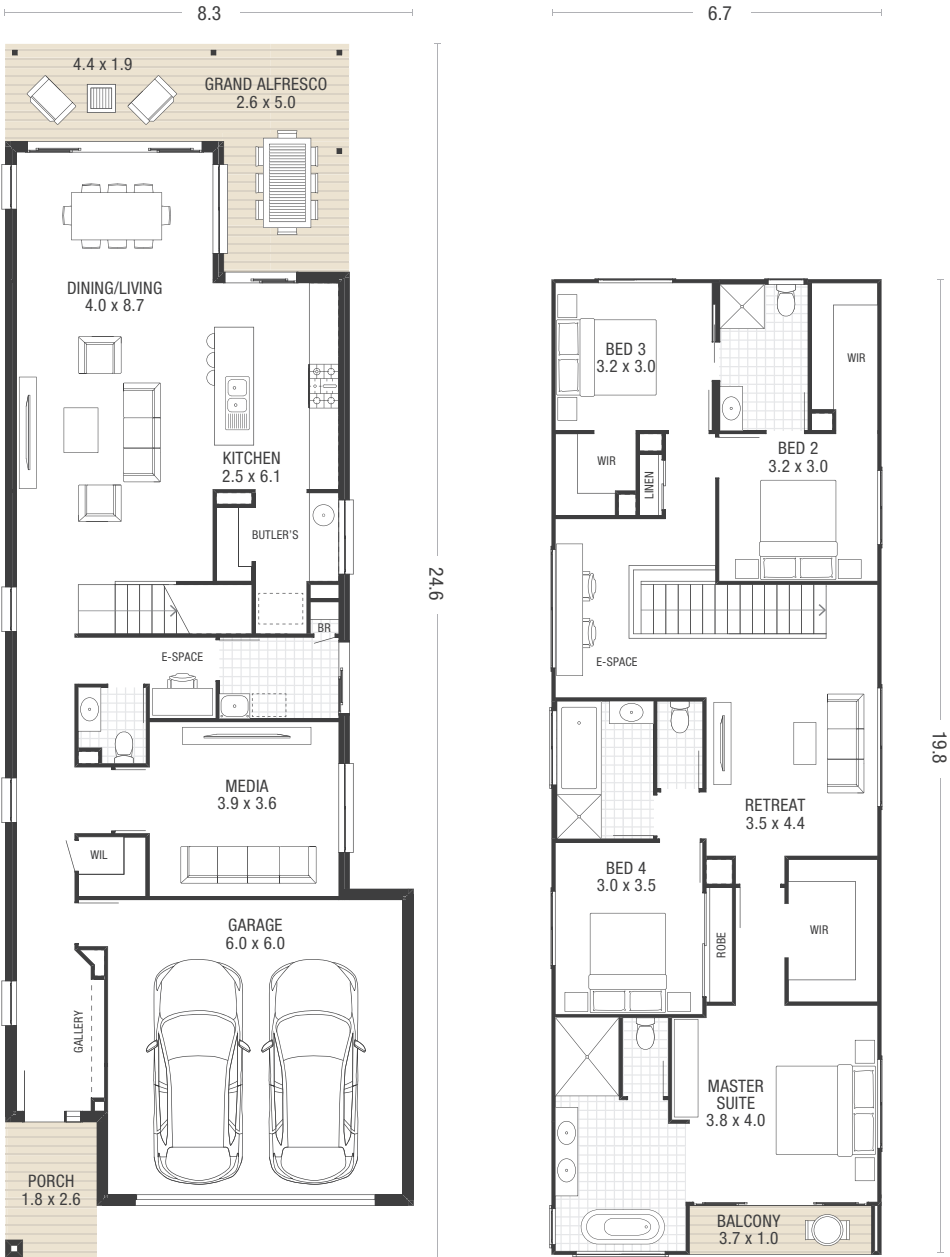 8.3
6.7
4.4 x 1.9
GRAND ALFRESCO
2.6 x 5.0
DINING/LIVING
4.0 x 8.7
KITCHEN
2.5 x 6.1
BUTLER'S
BR
E-SPACE
MEDIA
3.9 x 3.6
WIL
GARAGE
6.0 x 6.0
GALLERY
PORCH
1.8 x 2.6
24.6
BED 3
3.2 x 3.0
WIR
WIR
LINEN
BED 2
3.2 x 3.0
E-SPACE
RETREAT
3.5 x 4.4
BED 4
3.0 x 3.5
ROBE
WIR
MASTER
SUITE
3.8 x 4.0
BALCONY
3.7 x 1.0
19.8